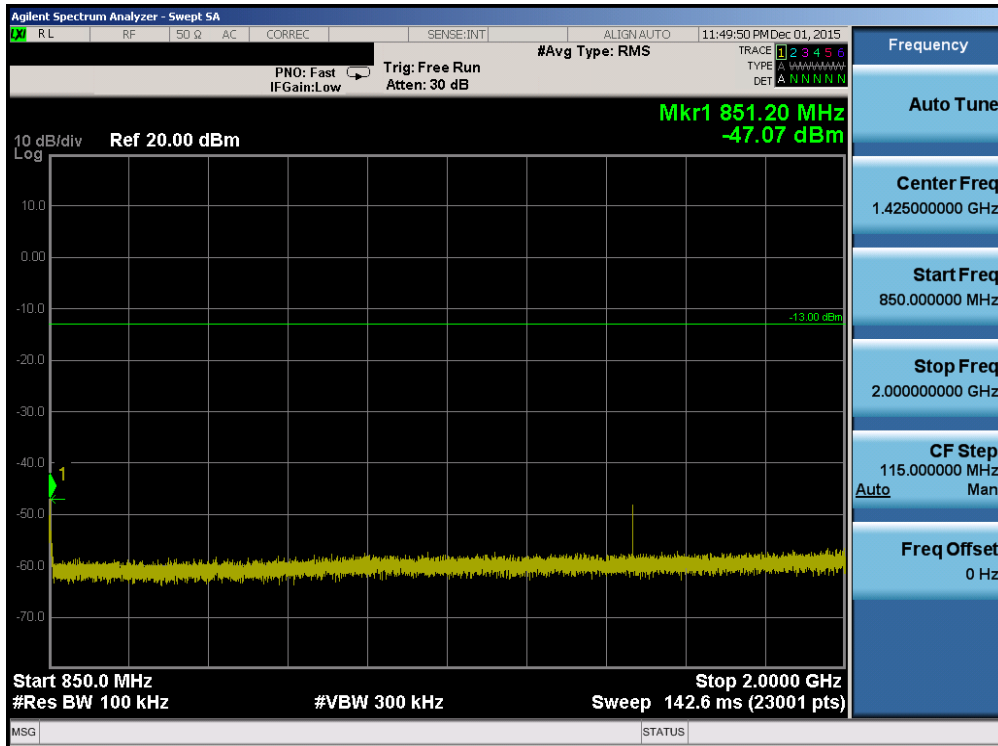 Agilent Spectrum Analyzer - Swept SA
LXI RL RF 50 Ω AC CORREC SENSE:INT ALIGN AUTO 11:49:50 PM Dec 01, 2015
#Avg Type: RMS
TRACE 1 2 3 4 5 6
TYPE A WWWWW
DET A N N N N N
PNO: Fast
IFGain:Low
Trig: Free Run
Atten: 30 dB
Mkr1 851.20 MHz
-47.07 dBm
10 dB/div
Log
Ref 20.00 dBm
10.0
0.00
-10.0
-13.00 dBm
-20.0
-30.0
-40.0
1
-50.0
-60.0
-70.0
Start 850.0 MHz
Stop 2.0000 GHz
#Res BW 100 kHz
#VBW 300 kHz
Sweep 142.6 ms (23001 pts)
MSG
STATUS
Frequency
Auto Tune
Center Freq
1.425000000 GHz
Start Freq
850.000000 MHz
Stop Freq
2.000000000 GHz
CF Step
115.000000 MHz
Auto Man
Freq Offset
0 Hz